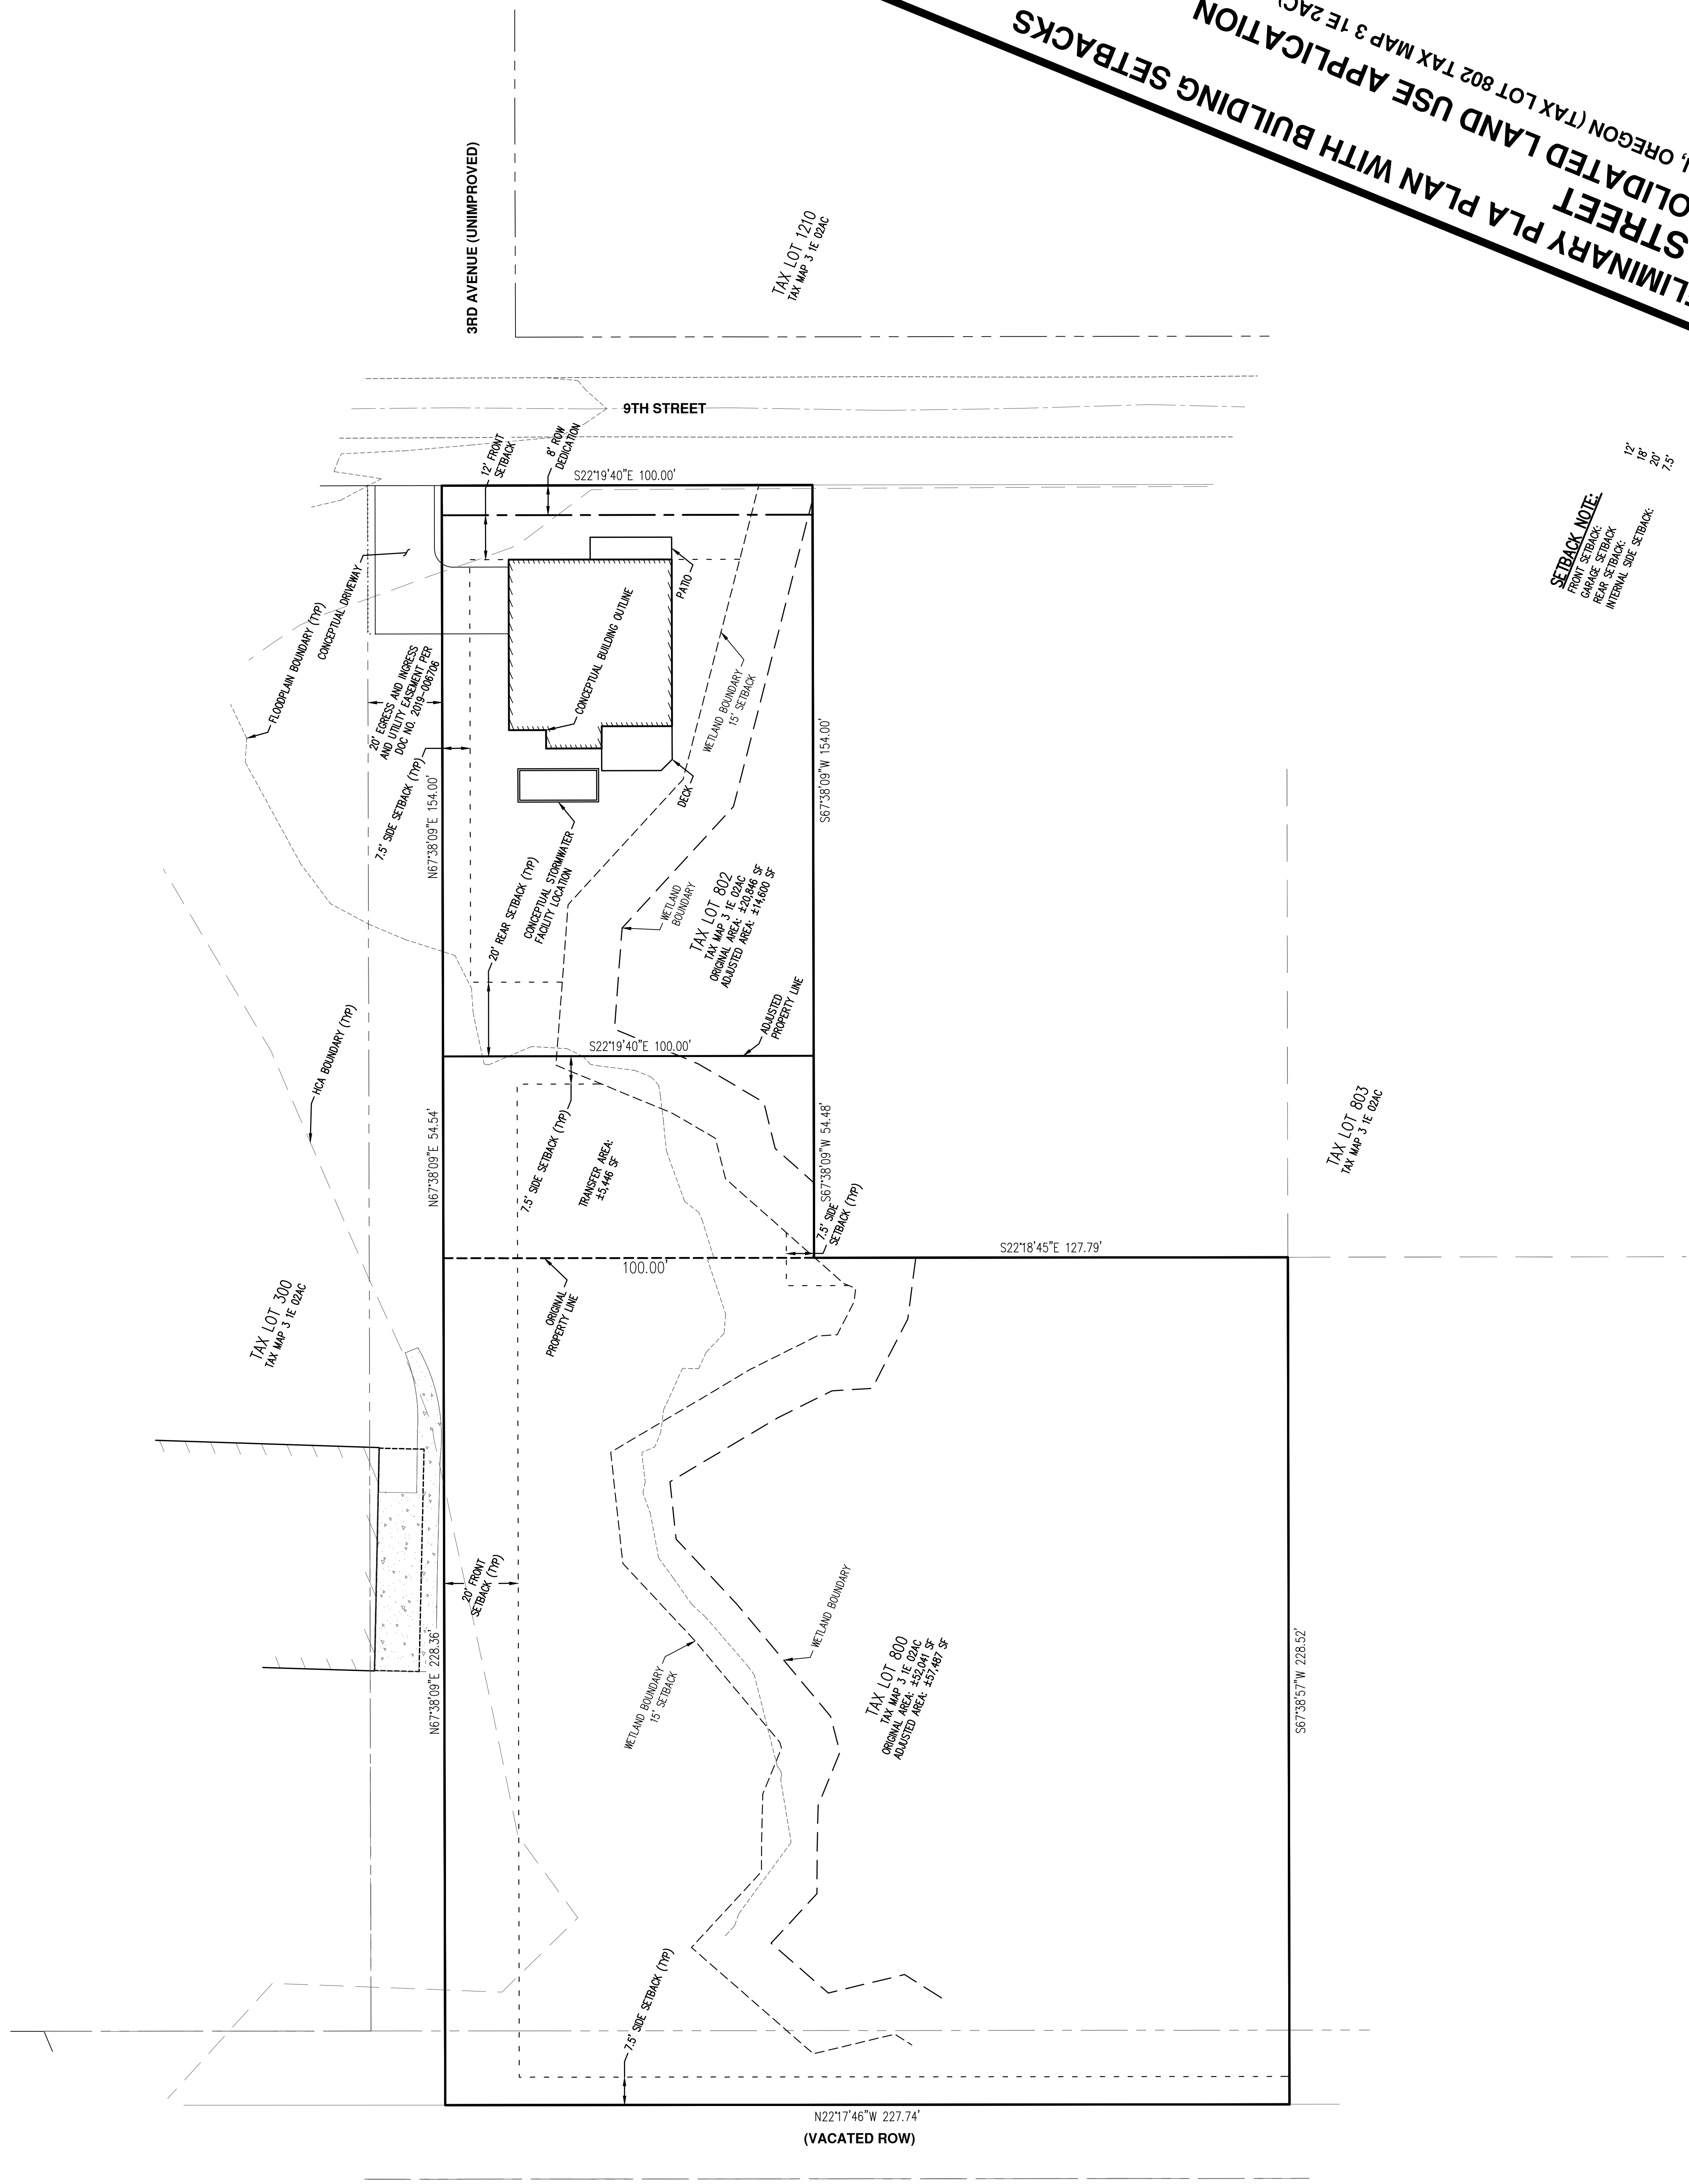 ELIMINARY PLA PLAN WITH BUILDING SETBACKS
STREET
OLIDATED LAND USE APPLICATION
OREGON (TAX LOT 802 TAX MAP 3 1E 2AC)
3RD AVENUE (UNIMPROVED)
TAX LOT 1210
TAX MAP 3 1E 02AC
9TH STREET
12' FRONT
SETBACK
8' ROW
DEDICATION
S22°19'40"E 100.00'
SETBACK NOTE:
FRONT SETBACK: 12'
GARAGE SETBACK 18'
REAR SETBACK: 20'
INTERNAL SIDE SETBACK: 7.5'
FLOODPLAIN BOUNDARY (TYP)
CONCEPTUAL DRIVEWAY
20' EGRESS AND INGRESS
AND UTILITY EASEMENT PER
DOC NO. 2019-006706
PATIO
CONCEPTUAL BUILDING OUTLINE
WETLAND BOUNDARY
15' SETBACK
7.5' SIDE SETBACK (TYP)
N67°38'09"E 154.00'
S67°38'09"W 154.00'
DECK
20' REAR SETBACK (TYP)
CONCEPTUAL STORMWATER
FACILITY LOCATION
WETLAND
BOUNDARY
TAX LOT 802
TAX MAP 3 1E 02AC
ORIGINAL AREA: ±20,846 SF
ADJUSTED AREA: ±14,600 SF
ADJUSTED
PROPERTY LINE
S22°19'40"E 100.00'
HCA BOUNDARY (TYP)
N67°38'09"E 54.54'
7.5' SIDE SETBACK (TYP)
TRANSFER AREA:
±5,446 SF
S67°38'09"W 54.48'
7.5' SIDE
SETBACK (TYP)
TAX LOT 803
TAX MAP 3 1E 02AC
S22°18'45"E 127.79'
100.00'
ORIGINAL
PROPERTY LINE
TAX LOT 300
TAX MAP 3 1E 02AC
20' FRONT
SETBACK (TYP)
N67°38'09"E 228.36'
WETLAND BOUNDARY
15' SETBACK
WETLAND BOUNDARY
TAX LOT 800
TAX MAP 3 1E 02AC
ORIGINAL AREA: ±52,041 SF
ADJUSTED AREA: ±57,487 SF
S67°38'57"W 228.52'
7.5' SIDE SETBACK (TYP)
N22°17'46"W 227.74'
(VACATED ROW)